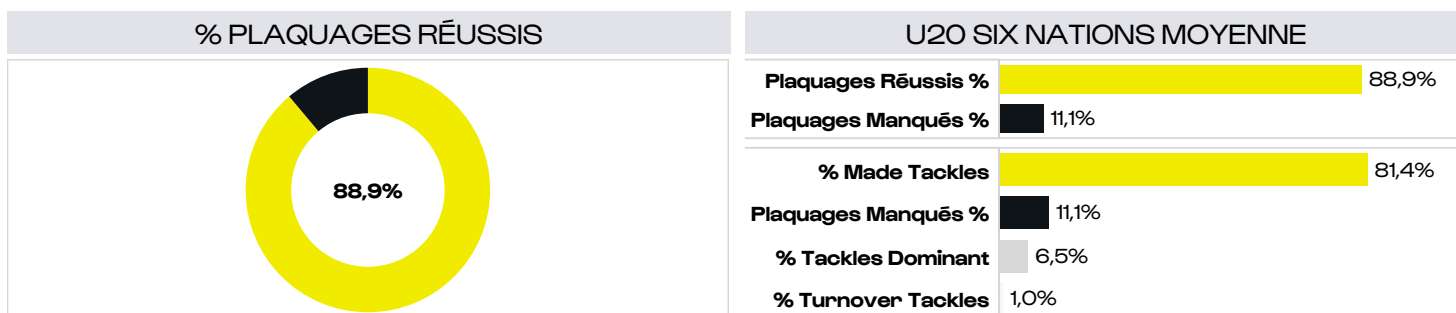 % PLAQUAGES RÉUSSIS
88,9%
U20 SIX NATIONS MOYENNE
Plaquages Réussis % 88,9%
Plaquages Manqués % 11,1%
% Made Tackles 81,4%
Plaquages Manqués % 11,1%
% Tackles Dominant 6,5%
% Turnover Tackles 1,0%